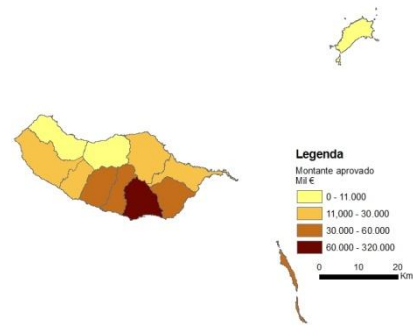 Legenda
Montante aprovado
Mil €
0 - 11.000
11,000 - 30.000
30.000 - 60.000
60.000 - 320.000
0 10 20
Km